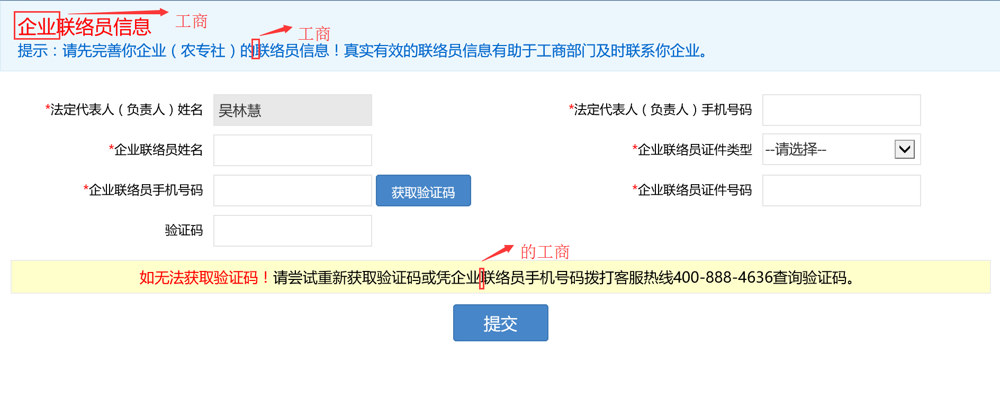 企业联络员信息 工商
工商
提示：请先完善你企业（农专社）的联络员信息！真实有效的联络员信息有助于工商部门及时联系你企业。
*法定代表人（负责人）姓名 吴林慧 *法定代表人（负责人）手机号码
*企业联络员姓名 *企业联络员证件类型 --请选择--
*企业联络员手机号码 获取验证码 *企业联络员证件号码
验证码
的工商
如无法获取验证码！请尝试重新获取验证码或凭企业联络员手机号码拨打客服热线400-888-4636查询验证码。
提交